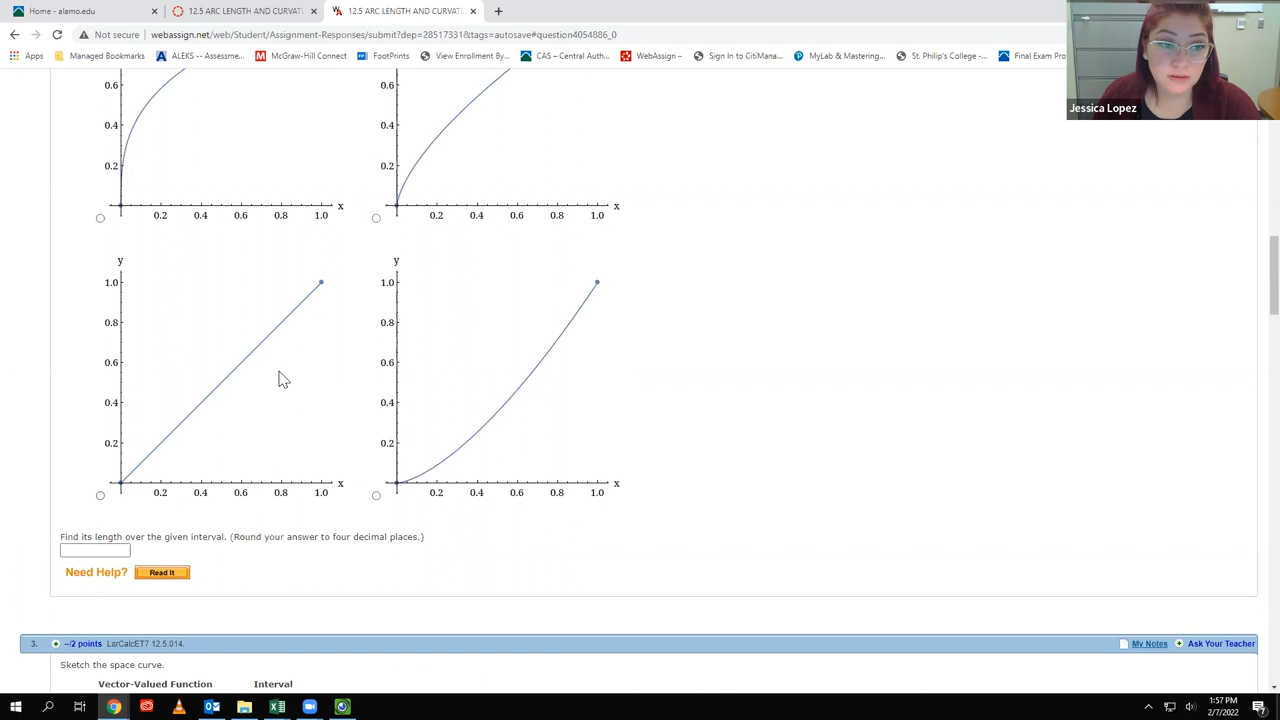 Home - alamo.edu
12.5 ARC LENGTH AND CURVAT
12.5 ARC LENGTH AND CURVAT
Not secure
webassign.net/web/Student/Assignment-Responses/submit?dep=28517331&tags=autosave#question4054886_0
Apps
Managed Bookmarks
ALEKS -- Assessme...
McGraw-Hill Connect
FootPrints
View Enrollment By...
CAS – Central Auth...
WebAssign –
Sign In to CitiMana...
MyLab & Mastering...
St. Philip's College -...
Final Exam Pro
Jessica Lopez
0.6
0.4
0.2
0.2 0.4 0.6 0.8 1.0 x
0.6
0.4
0.2
0.2 0.4 0.6 0.8 1.0 x
y
1.0
0.8
0.6
0.4
0.2
0.2 0.4 0.6 0.8 1.0 x
y
1.0
0.8
0.6
0.4
0.2
0.2 0.4 0.6 0.8 1.0 x
Find its length over the given interval. (Round your answer to four decimal places.)
Need Help? Read It
3. –/2 points LarCalcET7 12.5.014.
My Notes
Ask Your Teacher
Sketch the space curve.
Vector-Valued Function Interval
1:57 PM
2/7/2022